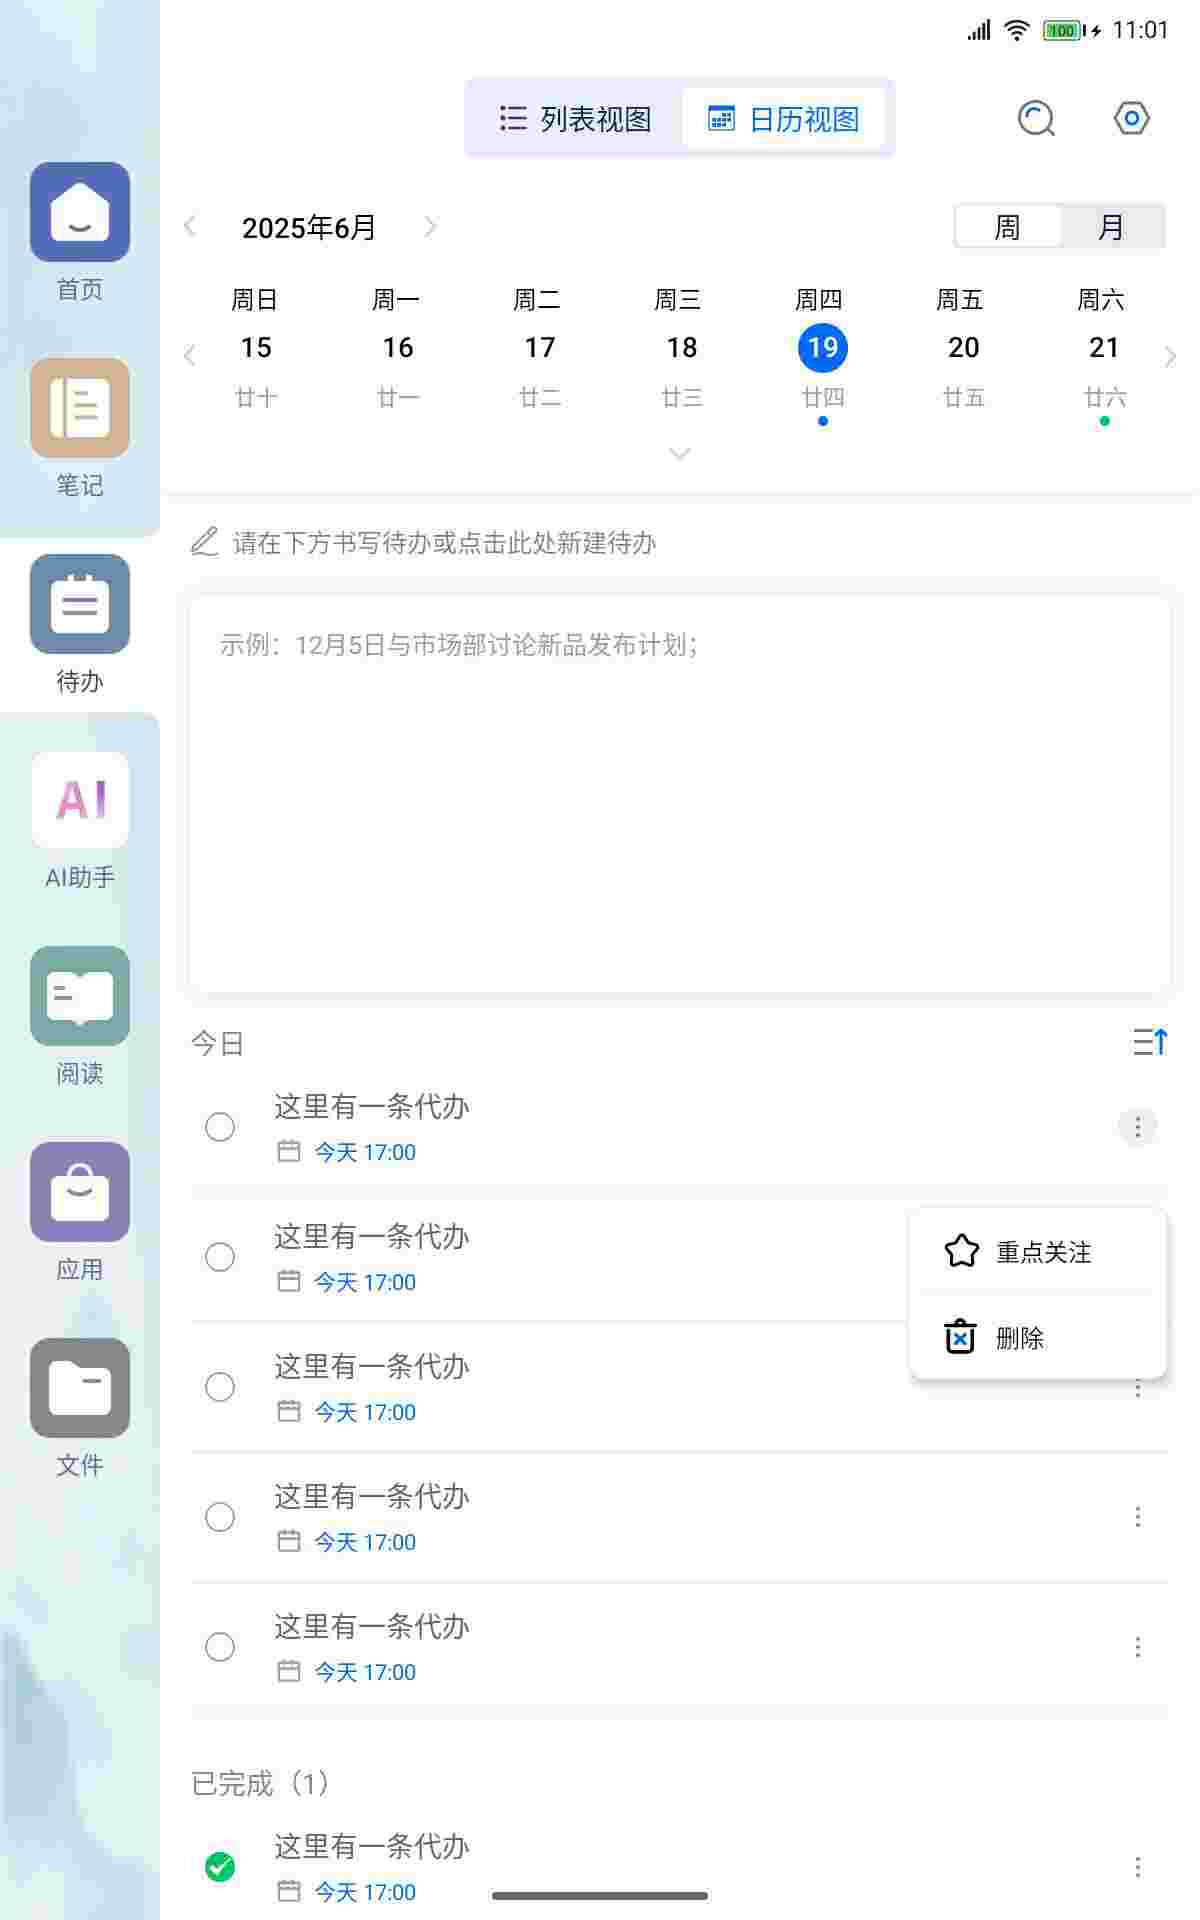 100 11:01
列表视图 日历视图
2025年6月 周 月
周日 周一 周二 周三 周四 周五 周六
15 16 17 18 19 20 21
廿十 廿一 廿二 廿三 廿四 廿五 廿六
首页
笔记
待办
AI
AI助手
阅读
应用
文件
请在下方书写待办或点击此处新建待办
示例：12月5日与市场部讨论新品发布计划；
今日
这里有一条代办
今天 17:00
这里有一条代办
今天 17:00
重点关注
删除
这里有一条代办
今天 17:00
这里有一条代办
今天 17:00
这里有一条代办
今天 17:00
已完成（1）
这里有一条代办
今天 17:00